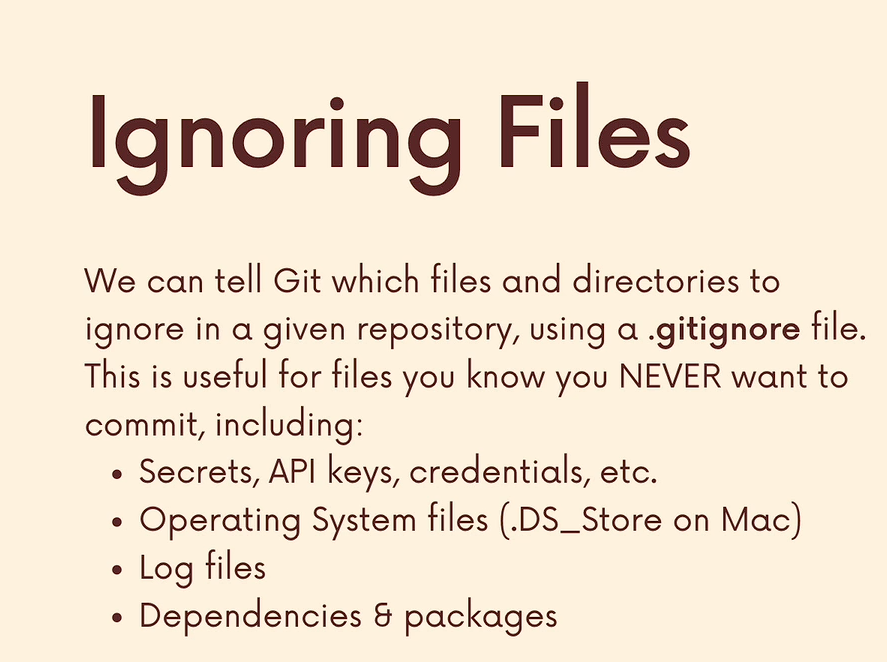 Ignoring Files
We can tell Git which files and directories to
ignore in a given repository, using a .gitignore file.
This is useful for files you know you NEVER want to
commit, including:
• Secrets, API keys, credentials, etc.
• Operating System files (.DS_Store on Mac)
• Log files
• Dependencies & packages